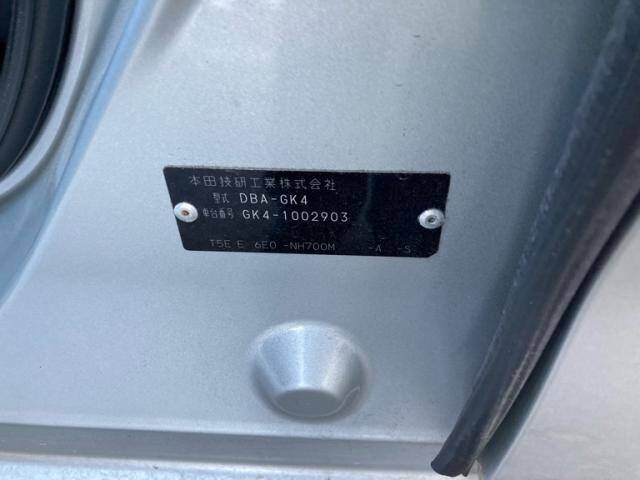 本田技研工業株式会社
型式 DBA-GK4
車台番号 GK4-1002903
T5E E 6E0 -NH700M -A -S